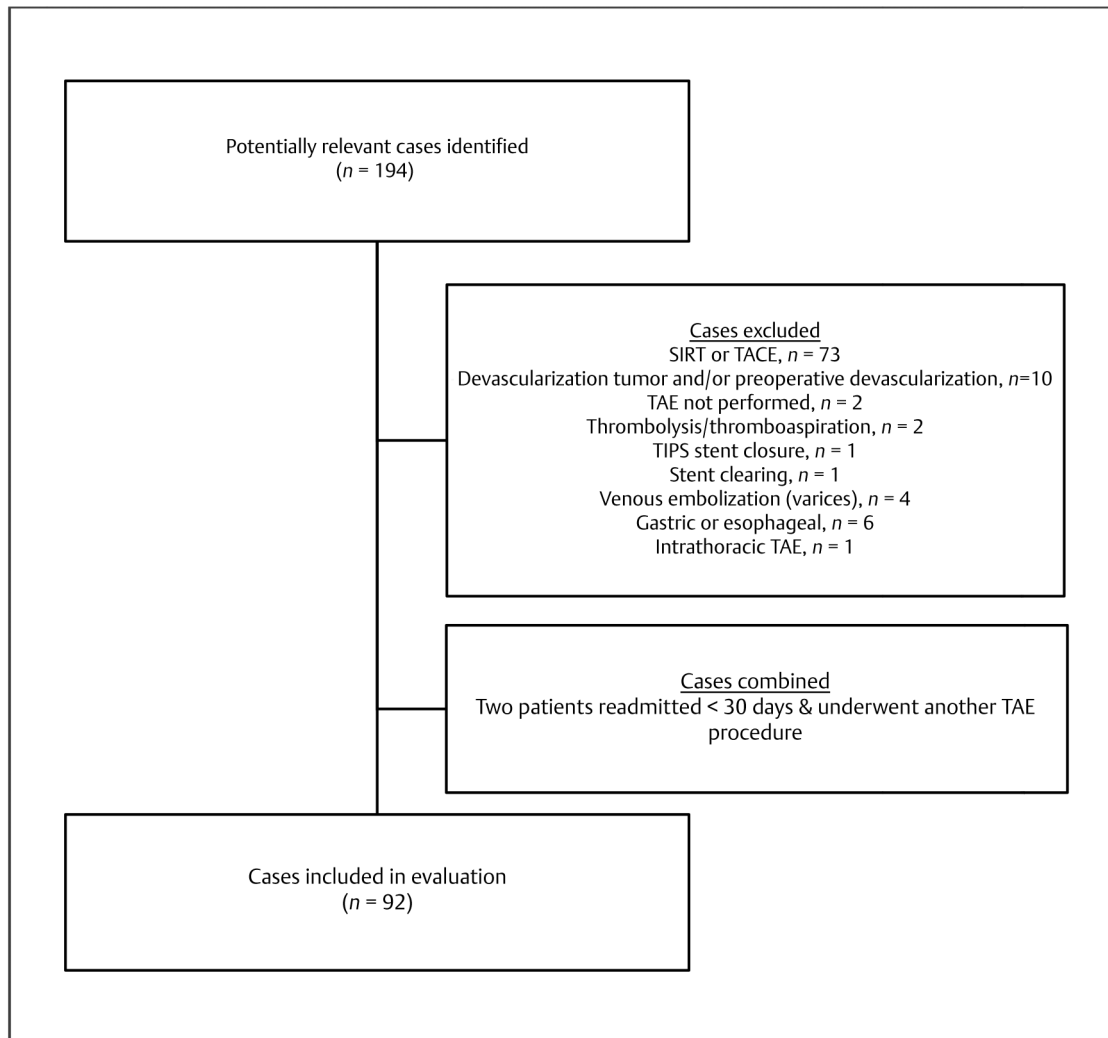 Potentially relevant cases identified
(n = 194)
Cases excluded
SIRT or TACE, n = 73
Devascularization tumor and/or preoperative devascularization, n=10
TAE not performed, n = 2
Thrombolysis/thromboaspiration, n = 2
TIPS stent closure, n = 1
Stent clearing, n = 1
Venous embolization (varices), n = 4
Gastric or esophageal, n = 6
Intrathoracic TAE, n = 1
Cases combined
Two patients readmitted < 30 days & underwent another TAE
procedure
Cases included in evaluation
(n = 92)